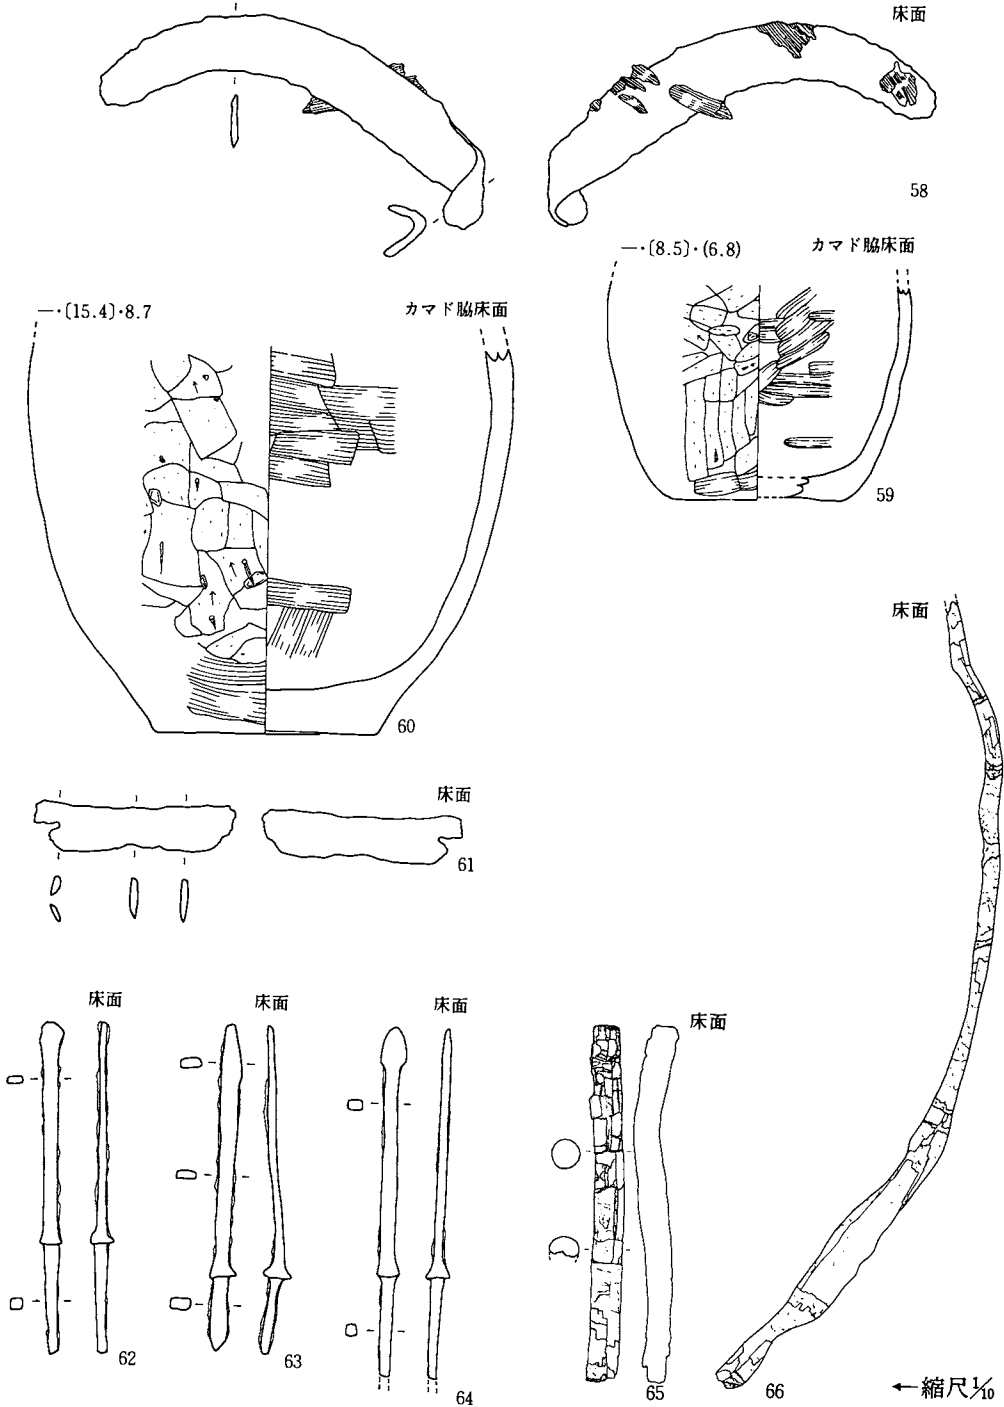 床面
58
一・〔8.5〕・(6.8)　カマド脇床面
59
一・〔15.4〕・8.7　カマド脇床面
60
床面
61
床面
66
床面
62
床面
63
床面
64
床面
65
←縮尺1/10